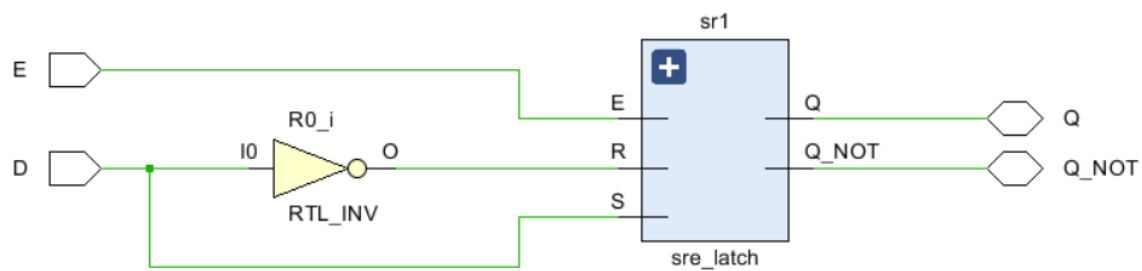 sr1
E
E
Q
Q
R0_i
D
I0
O
R
Q_NOT
Q_NOT
RTL_INV
S
sre_latch